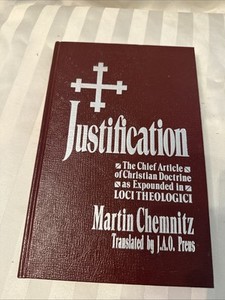 Justification
The Chief Article
of Christian Doctrine
as Expounded in
LOCI THEOLOGICI
Martin Chemnitz
Translated by J.A.O. Preus